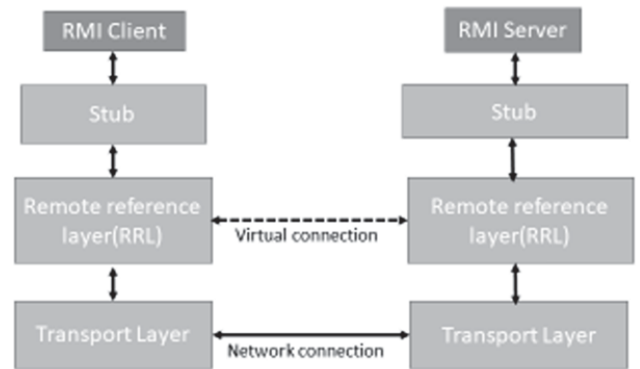 RMI Client
RMI Server
Stub
Stub
Remote reference
layer(RRL)
Virtual connection
Remote reference
layer(RRL)
Transport Layer
Network connection
Transport Layer